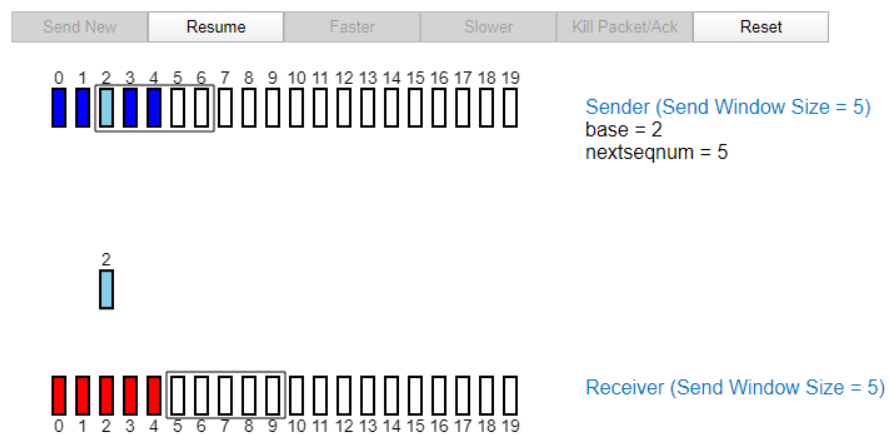 Send New Resume Faster Slower Kill Packet/Ack Reset
0 1 2 3 4 5 6 7 8 9 10 11 12 13 14 15 16 17 18 19
Sender (Send Window Size = 5)
base = 2
nextseqnum = 5
2
Receiver (Send Window Size = 5)
0 1 2 3 4 5 6 7 8 9 10 11 12 13 14 15 16 17 18 19